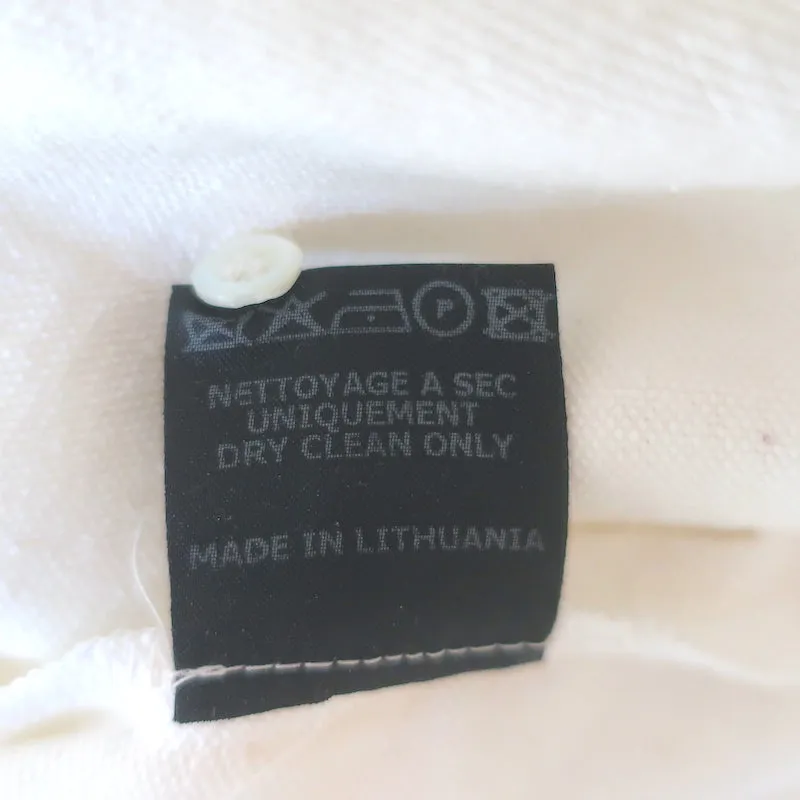 P
NETTOYAGE A SEC
UNIQUEMENT
DRY CLEAN ONLY
MADE IN LITHUANIA